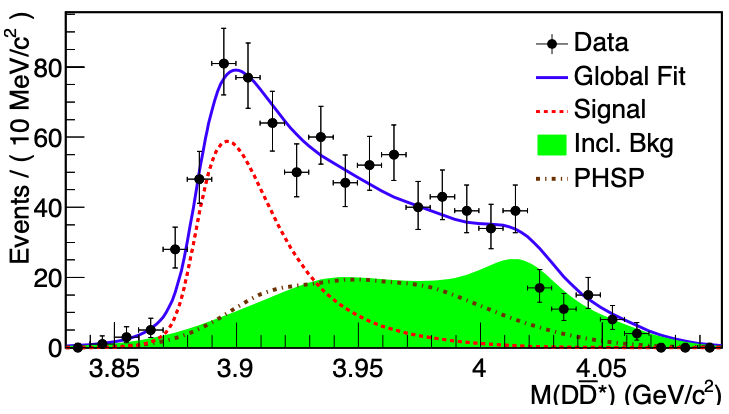 Events / ( 10 MeV/c² )
80
60
40
20
0
Data
Global Fit
Signal
Incl. Bkg
PHSP
3.85
3.9
3.95
4
4.05
M(DD̅*) (GeV/c²)